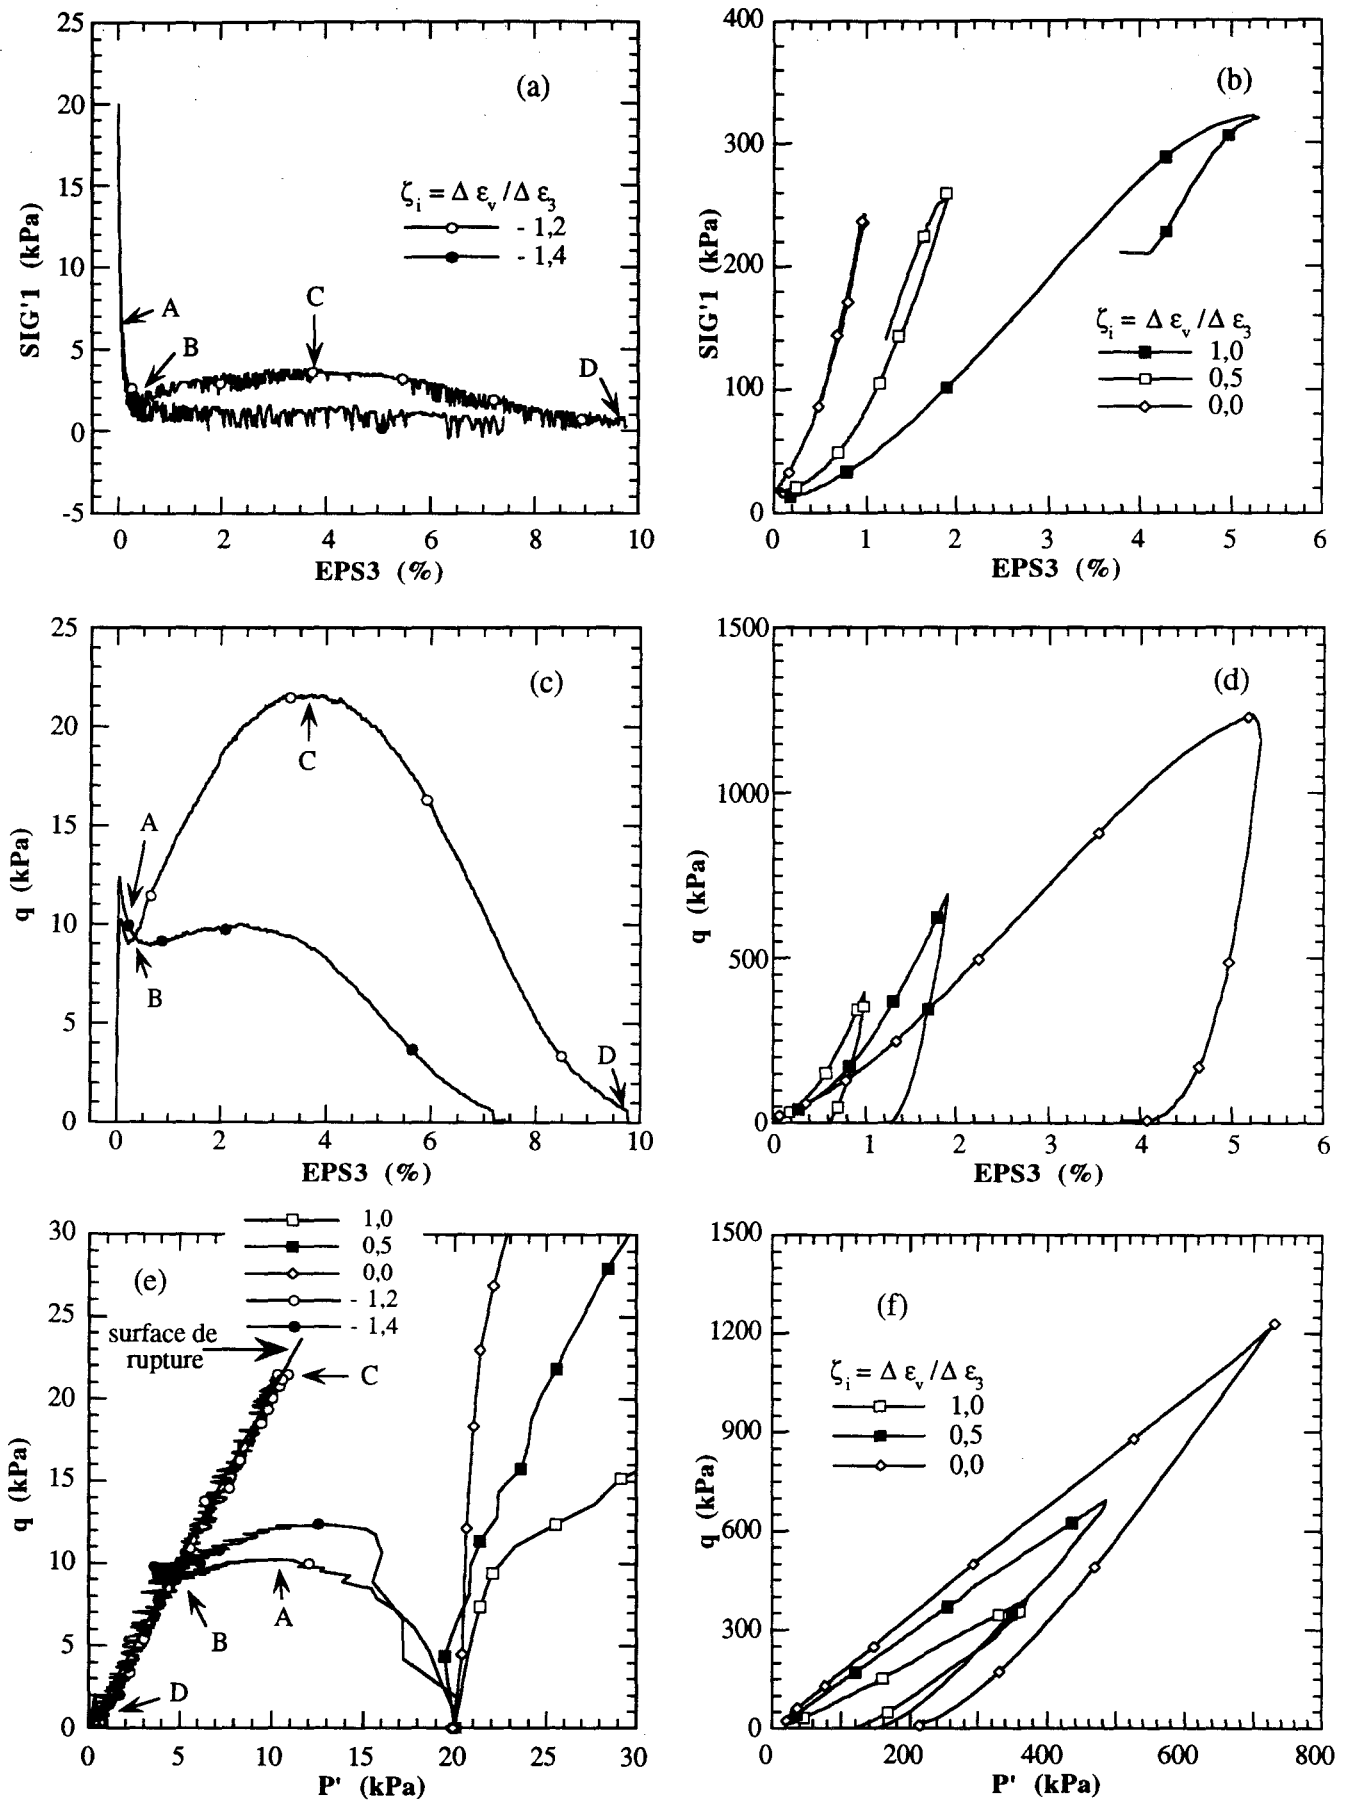 (a)
SIG'1 (kPa)
25
20
15
10
5
0
-5
ζi = Δ εv / Δ ε3
- 1,2
- 1,4
A
B
C
D
0 2 4 6 8 10
EPS3 (%)
(b)
SIG'1 (kPa)
400
300
200
100
0
ζi = Δ εv / Δ ε3
1,0
0,5
0,0
0 1 2 3 4 5 6
EPS3 (%)
(c)
q (kPa)
25
20
15
10
5
0
A
B
C
D
0 2 4 6 8 10
EPS3 (%)
(d)
q (kPa)
1500
1000
500
0
0 1 2 3 4 5 6
EPS3 (%)
1,0
0,5
0,0
- 1,2
- 1,4
(e)
q (kPa)
30
25
20
15
10
5
0
surface de
rupture
C
A
B
D
0 5 10 15 20 25 30
P' (kPa)
(f)
q (kPa)
1500
1200
900
600
300
0
ζi = Δ εv / Δ ε3
1,0
0,5
0,0
0 200 400 600 800
P' (kPa)